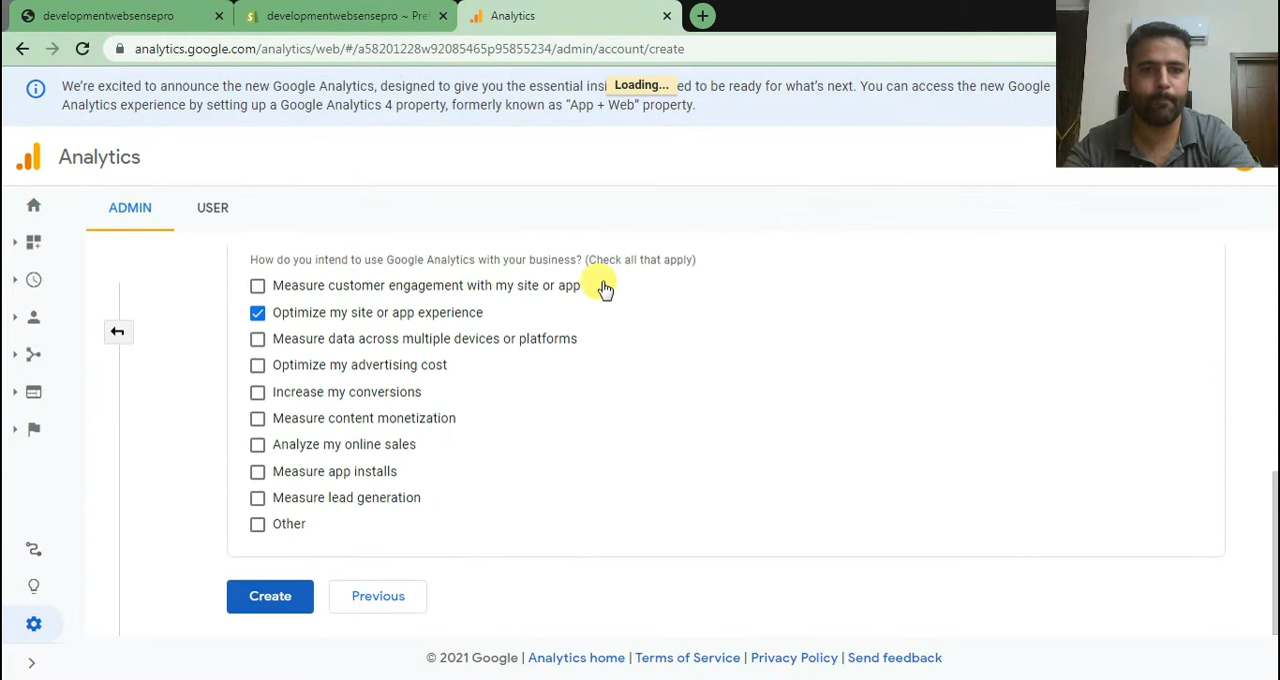 developmentwebsensepro
developmentwebsensepro ~ Pre
Analytics
analytics.google.com/analytics/web/#/a58201228w92085465p95855234/admin/account/create
We're excited to announce the new Google Analytics, designed to give you the essential ins ed to be ready for what's next. You can access the new Google
Loading...
Analytics experience by setting up a Google Analytics 4 property, formerly known as "App + Web" property.
Analytics
ADMIN USER
How do you intend to use Google Analytics with your business? (Check all that apply)
Measure customer engagement with my site or app
Optimize my site or app experience
Measure data across multiple devices or platforms
Optimize my advertising cost
Increase my conversions
Measure content monetization
Analyze my online sales
Measure app installs
Measure lead generation
Other
Create Previous
© 2021 Google | Analytics home | Terms of Service | Privacy Policy | Send feedback